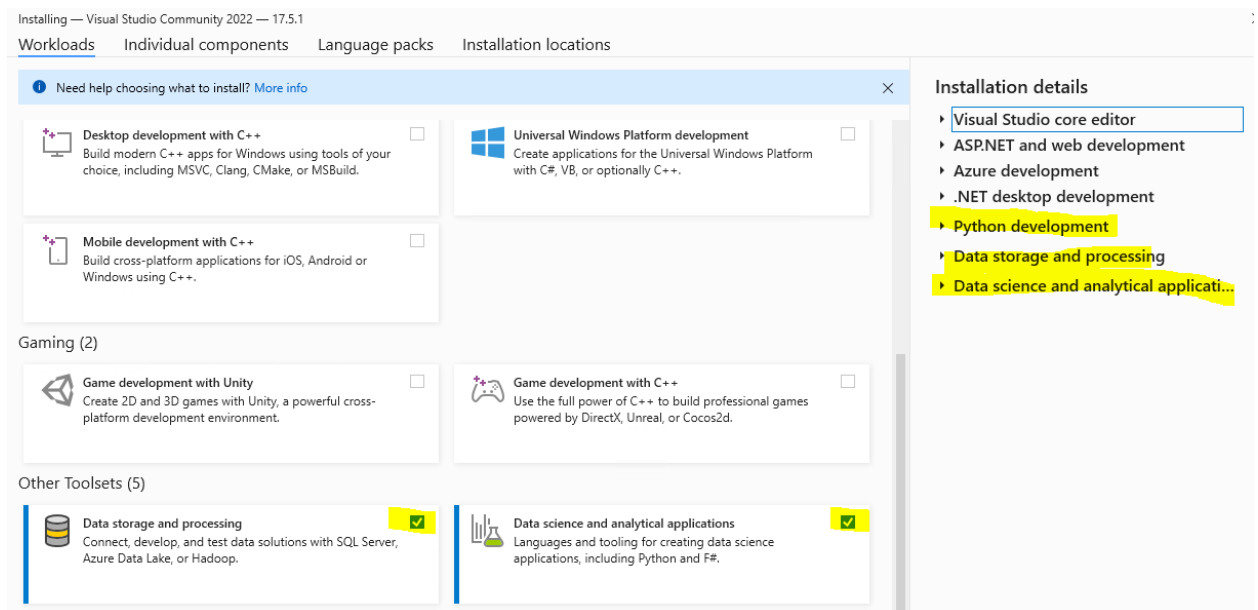 Installing — Visual Studio Community 2022 — 17.5.1
Workloads Individual components Language packs Installation locations
Need help choosing what to install? More info
Desktop development with C++
Build modern C++ apps for Windows using tools of your
choice, including MSVC, Clang, CMake, or MSBuild.
Universal Windows Platform development
Create applications for the Universal Windows Platform
with C#, VB, or optionally C++.
Mobile development with C++
Build cross-platform applications for iOS, Android or
Windows using C++.
Gaming (2)
Game development with Unity
Create 2D and 3D games with Unity, a powerful cross-
platform development environment.
Game development with C++
Use the full power of C++ to build professional games
powered by DirectX, Unreal, or Cocos2d.
Other Toolsets (5)
Data storage and processing
Connect, develop, and test data solutions with SQL Server,
Azure Data Lake, or Hadoop.
Data science and analytical applications
Languages and tooling for creating data science
applications, including Python and F#.
Installation details
Visual Studio core editor
ASP.NET and web development
Azure development
.NET desktop development
Python development
Data storage and processing
Data science and analytical applicati...